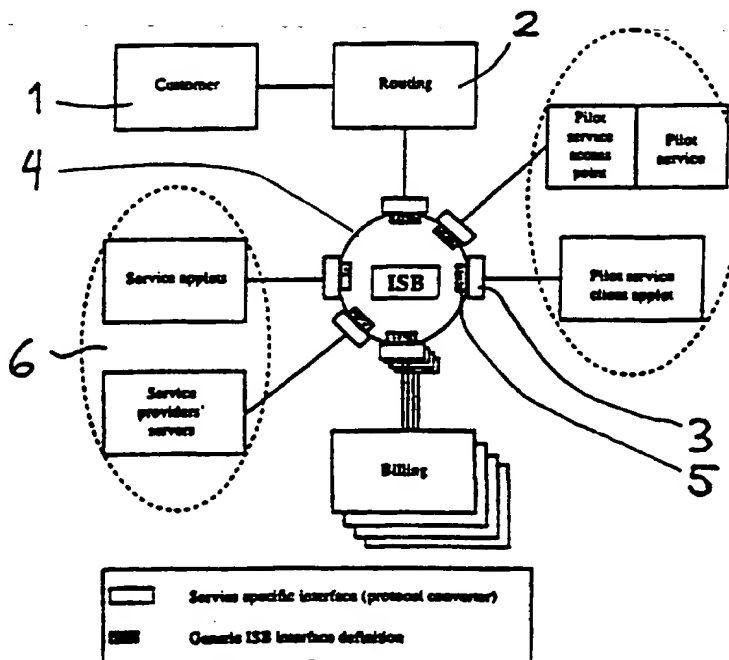 2
1
Customer
Routing
Pilot
service
access
point
Pilot
service
4
Service applets
ISB
Pilot service
client applet
6
Service
providers'
servers
3
5
Billing
Service specific interface (protocol converter)
Generic ISB interface definition